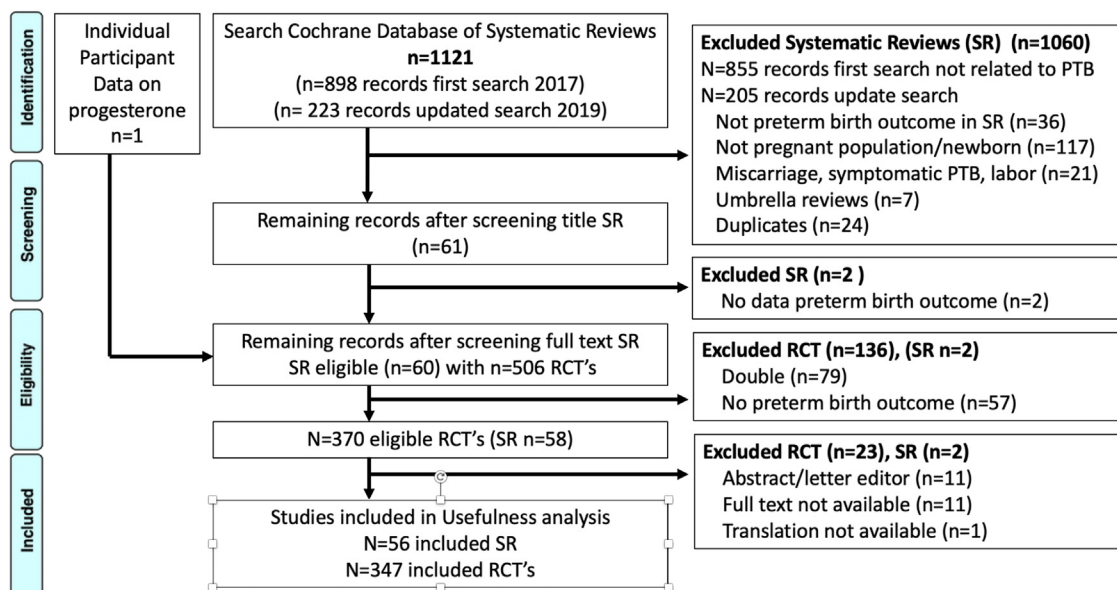 Identification
Screening
Eligibility
Included
Individual
Participant
Data on
progesterone
n=1
Search Cochrane Database of Systematic Reviews
n=1121
(n=898 records first search 2017)
(n= 223 records updated search 2019)
Excluded Systematic Reviews (SR)  (n=1060)
N=855 records first search not related to PTB
N=205 records update search
Not preterm birth outcome in SR (n=36)
Not pregnant population/newborn (n=117)
Miscarriage, symptomatic PTB, labor (n=21)
Umbrella reviews (n=7)
Duplicates (n=24)
Remaining records after screening title SR
(n=61)
Excluded SR (n=2 )
No data preterm birth outcome (n=2)
Remaining records after screening full text SR
SR eligible (n=60) with n=506 RCT's
Excluded RCT (n=136), (SR n=2)
Double (n=79)
No preterm birth outcome (n=57)
N=370 eligible RCT's (SR n=58)
Excluded RCT (n=23), SR (n=2)
Abstract/letter editor (n=11)
Full text not available (n=11)
Translation not available (n=1)
Studies included in Usefulness analysis
N=56 included SR
N=347 included RCT's